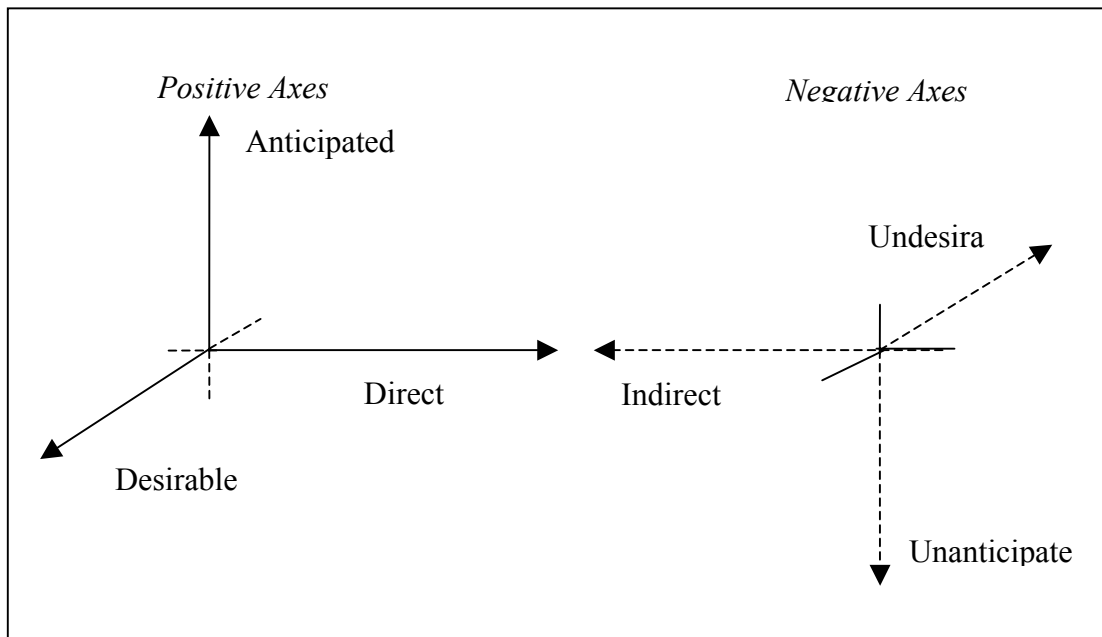 Positive Axes
Negative Axes
Anticipated
Undesira
Direct
Indirect
Desirable
Unanticipate